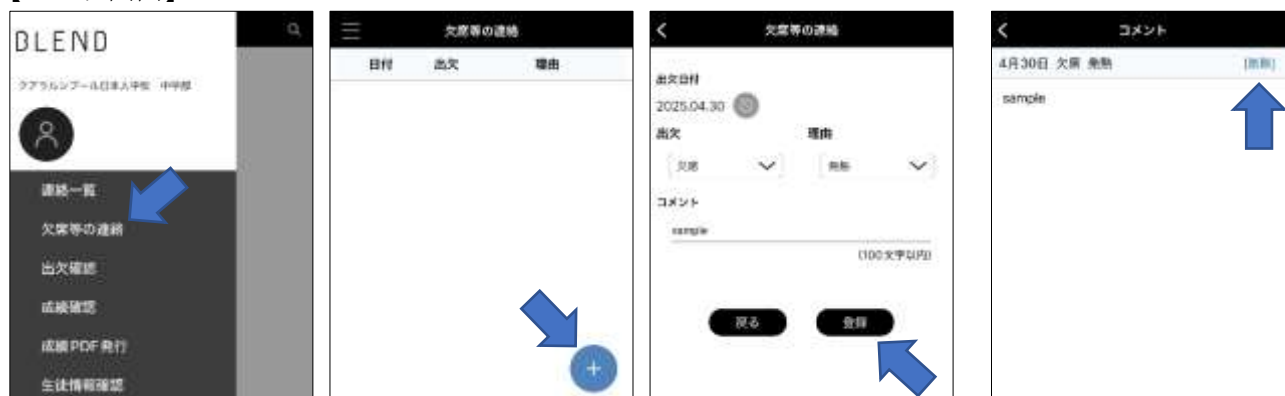 BLEND
クアラルンプール日本人学校 中学部
連絡一覧
欠席等の連絡
出欠確認
成績確認
成績PDF発行
生徒情報確認
欠席等の連絡
日付 出欠 理由
欠席等の連絡
出欠日付
2025.04.30
出欠 理由
欠席 発熱
コメント
sample
(100文字以内)
戻る 登録
コメント
4月30日 欠席 発熱 [削除]
sample